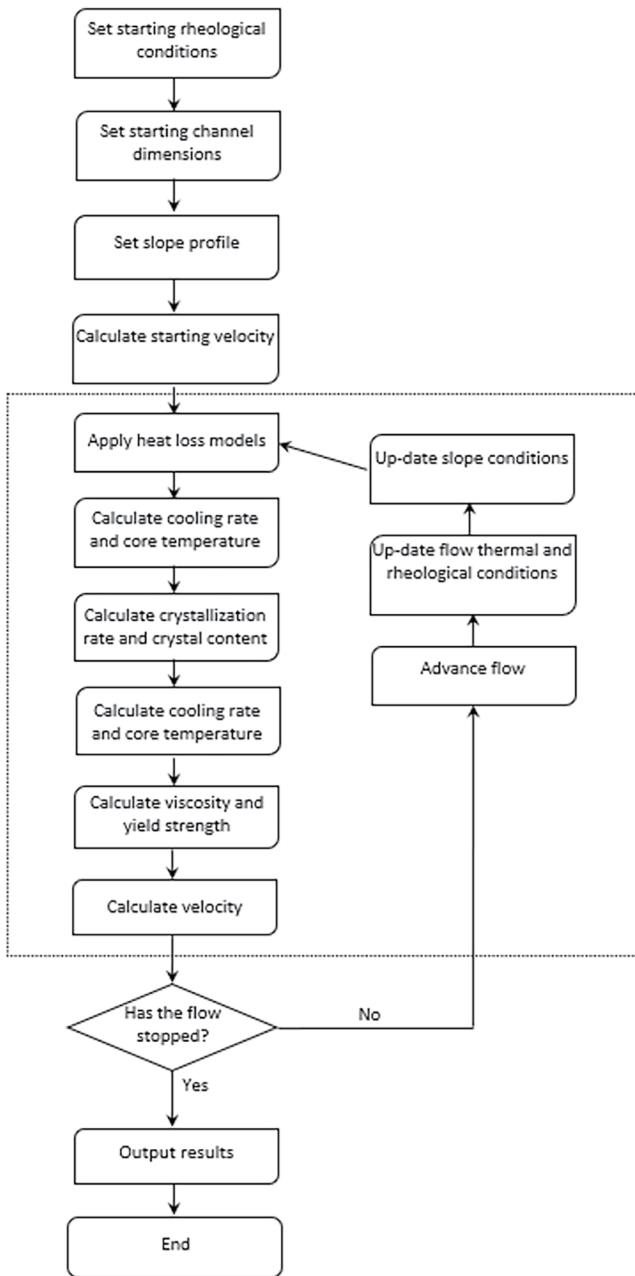 Set starting rheological
conditions
Set starting channel
dimensions
Set slope profile
Calculate starting velocity
Apply heat loss models
Up-date slope conditions
Calculate cooling rate
and core temperature
Up-date flow thermal and
rheological conditions
Calculate crystallization
rate and crystal content
Advance flow
Calculate cooling rate
and core temperature
Calculate viscosity and
yield strength
Calculate velocity
Has the flow
stopped?
No
Yes
Output results
End